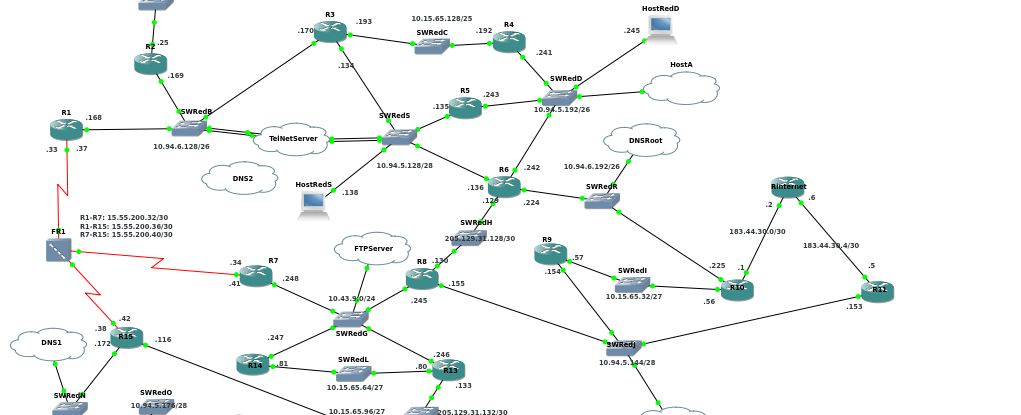 HostRedD
R3
.193
10.15.65.128/25
R4
.245
.170
.192
SWRedC
R2
.25
.241
.134
HostA
.169
SWRedD
R5
.243
.135
10.94.5.192/26
R1
.168
SWRedB
SWRedS
TelNetServer
DNSRoot
.33
.37
10.94.6.128/26
10.94.5.128/28
10.94.6.192/26
R6
.242
DNS2
HostRedS
.138
.136
.129
.224
SWRedR
RInternet
.2
.6
R1-R7: 15.55.200.32/30
R1-R15: 15.55.200.36/30
R7-R15: 15.55.200.40/30
FR1
SWRedH
205.129.31.128/30
183.44.30.0/30
183.44.30.4/30
FTPServer
R9
.57
.154
R7
.34
.41
.248
R8
.130
.155
.245
SWRedI
10.15.65.32/27
.225
.1
R10
.56
.5
R11
.153
10.43.9.0/24
SWRedG
.42
.38
R15
.172
.116
DNS1
.247
.246
SWRedJ
10.94.5.144/28
R14
.81
SWRedL
.80
R13
10.15.65.64/27
.133
SWRedN
SWRedO
10.94.5.176/28
10.15.65.96/27
205.129.31.132/30